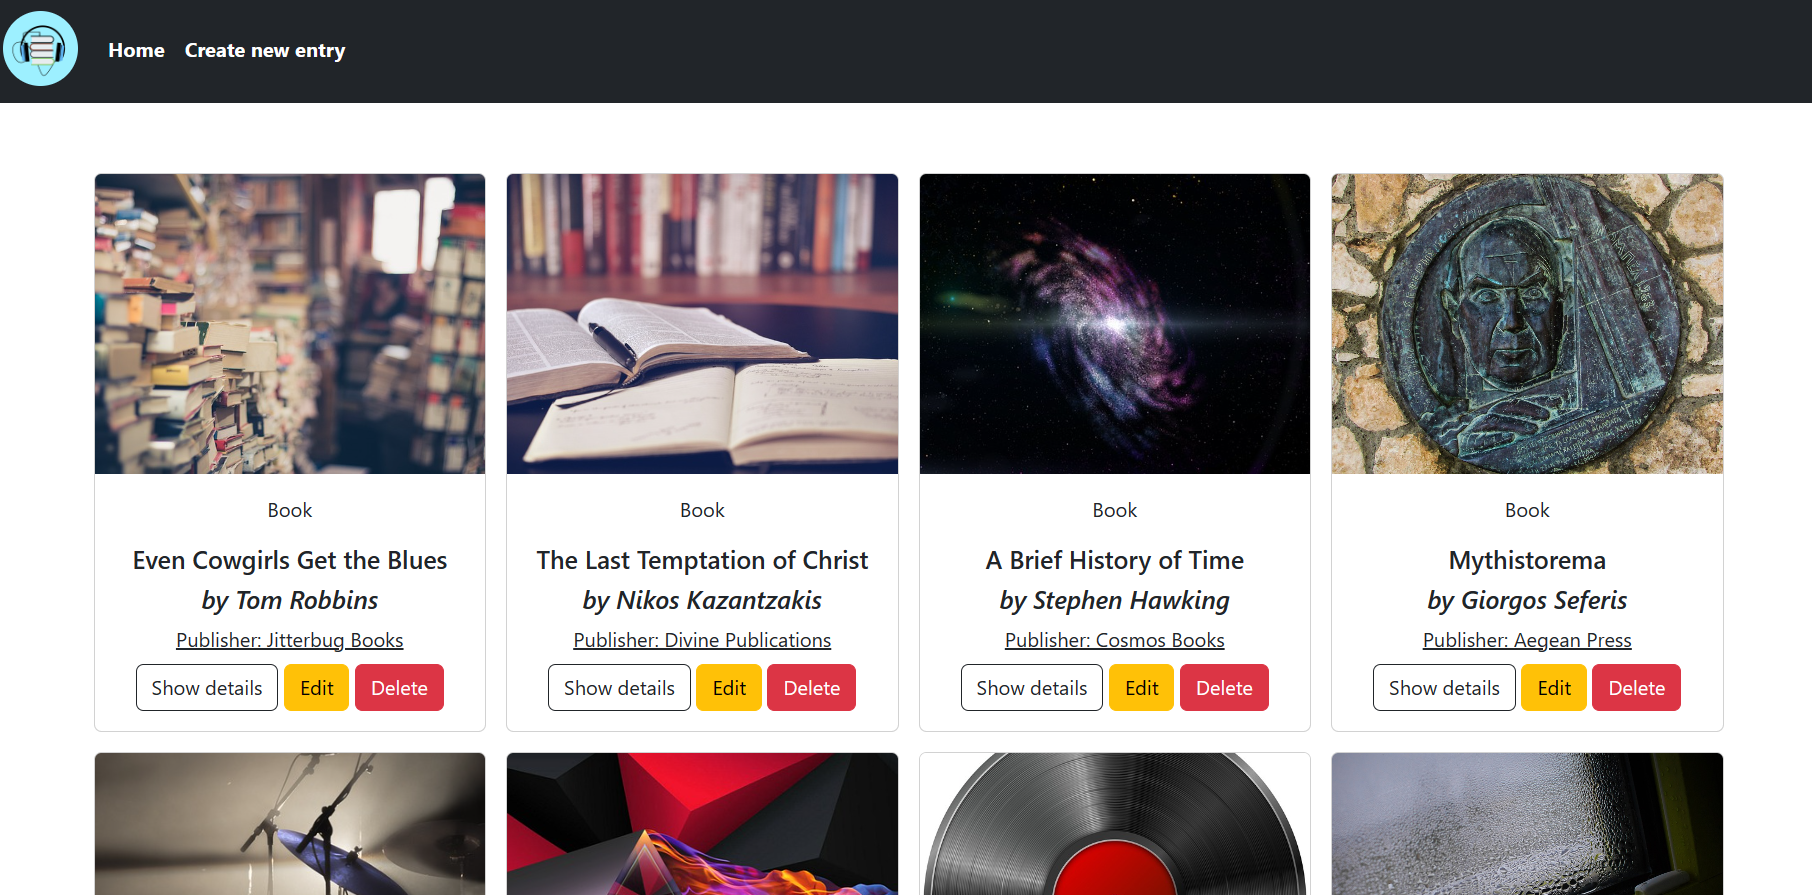 Home
Create new entry
Book
Even Cowgirls Get the Blues
by Tom Robbins
Publisher: Jitterbug Books
Show details
Edit
Delete
Book
The Last Temptation of Christ
by Nikos Kazantzakis
Publisher: Divine Publications
Show details
Edit
Delete
Book
A Brief History of Time
by Stephen Hawking
Publisher: Cosmos Books
Show details
Edit
Delete
Book
Mythistorema
by Giorgos Seferis
Publisher: Aegean Press
Show details
Edit
Delete